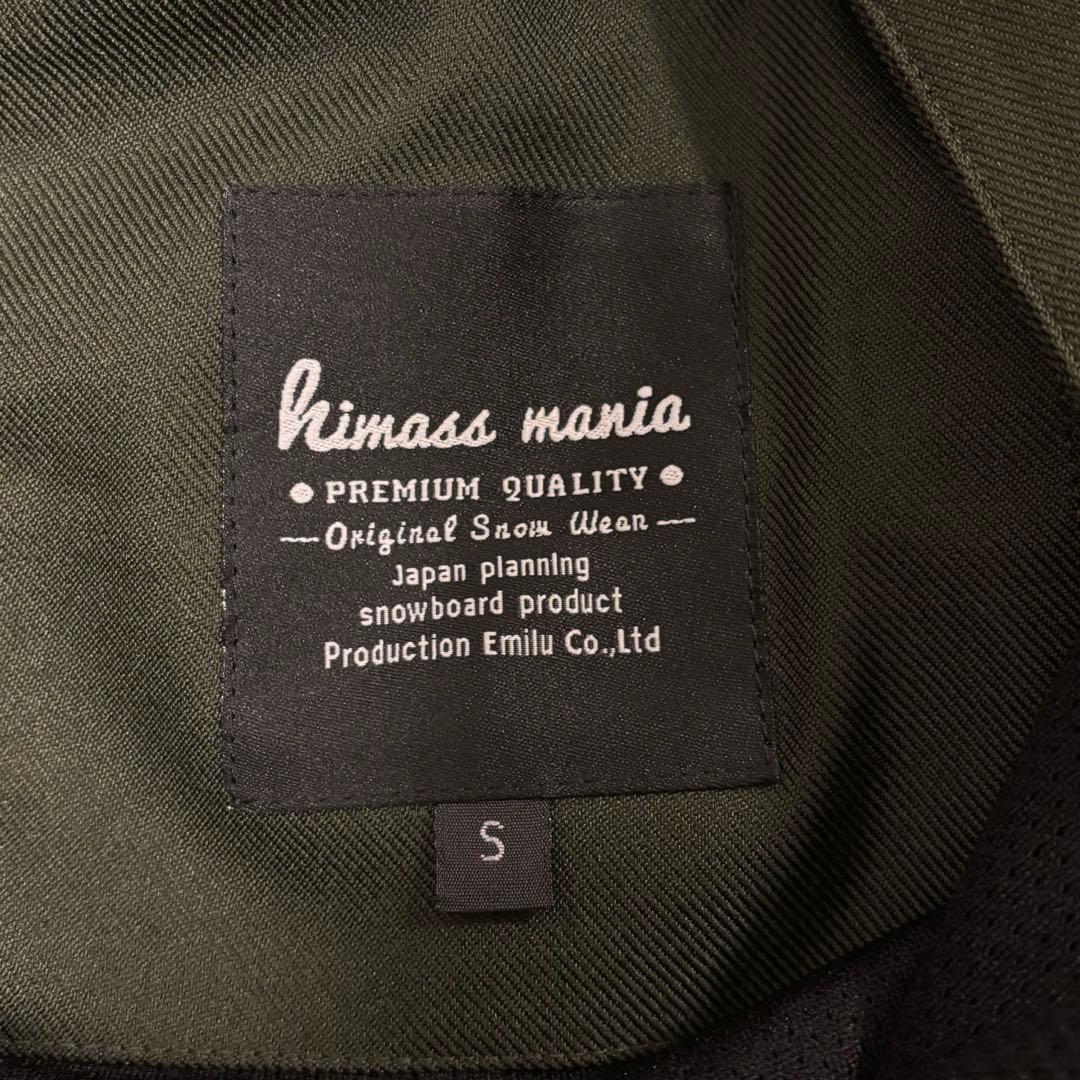 himass mania
PREMIUM QUALITY
Original Snow Wear
Japan planning
snowboard product
Production Emilu Co.,Ltd
S